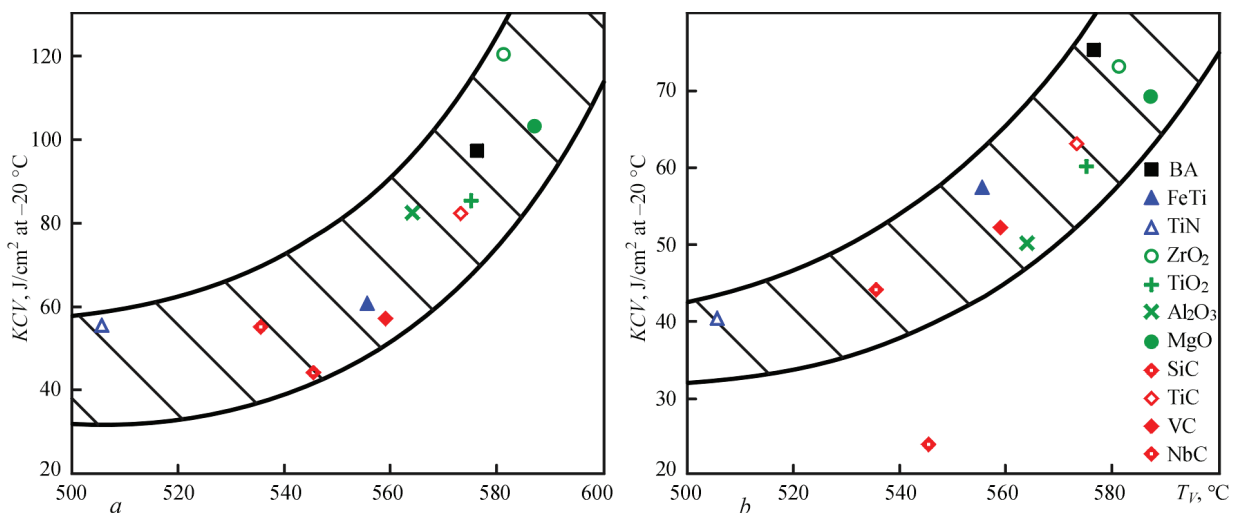 KCV, J/cm² at –20 °C
120
100
80
60
40
20
500
520
540
560
580
600
a
KCV, J/cm² at –20 °C
70
60
50
40
30
20
500
520
540
560
580
T_V, °C
b
BA
FeTi
TiN
ZrO₂
TiO₂
Al₂O₃
MgO
SiC
TiC
VC
NbC